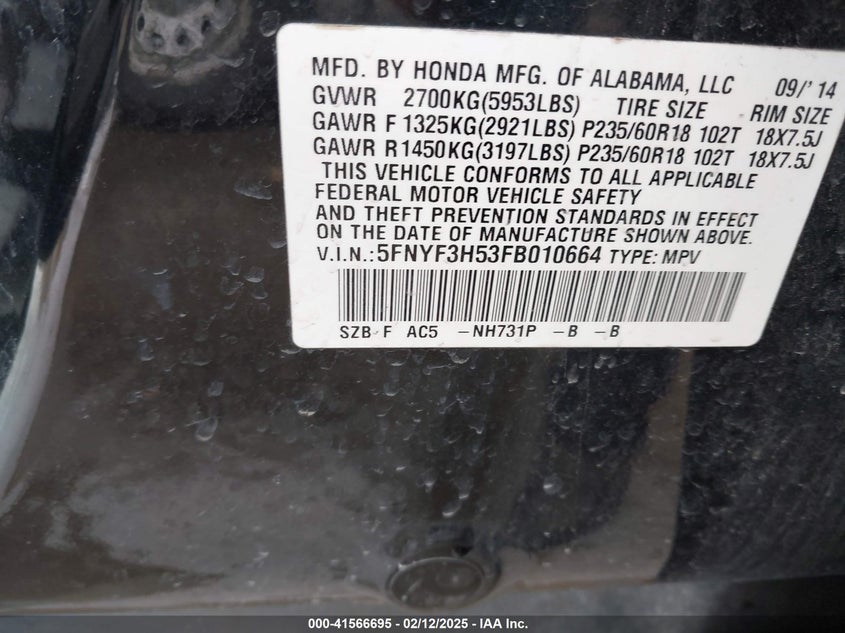 MFD. BY HONDA MFG. OF ALABAMA, LLC 09/' 14
GVWR 2700KG(5953LBS) TIRE SIZE RIM SIZE
GAWR F 1325KG(2921LBS) P235/60R18 102T 18X7.5J
GAWR R1450KG(3197LBS) P235/60R18 102T 18X7.5J
THIS VEHICLE CONFORMS TO ALL APPLICABLE
FEDERAL MOTOR VEHICLE SAFETY
AND THEFT PREVENTION STANDARDS IN EFFECT
ON THE DATE OF MANUFACTURE SHOWN ABOVE.
V.I.N.:5FNYF3H53FB010664 TYPE: MPV
SZB-F AC5 -NH731P -B -B
000-41566695 - 02/12/2025 - IAA Inc.